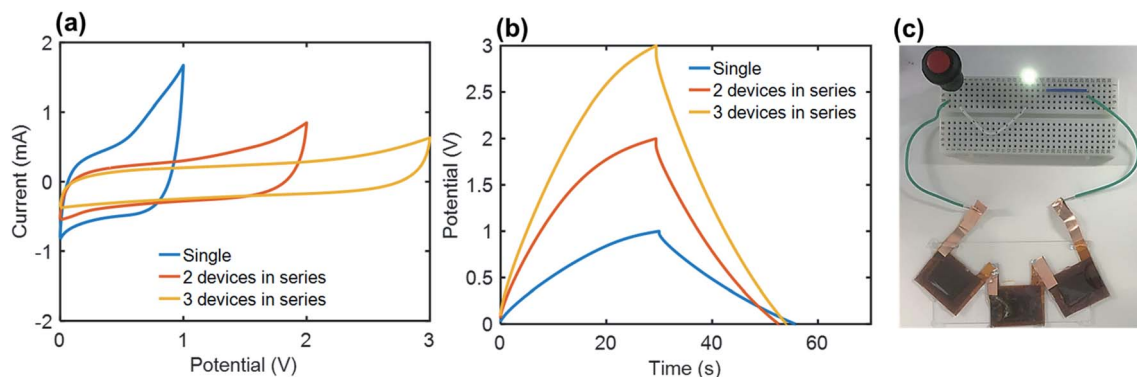 (a)
2
1
0
-1
-2
Current (mA)
Single
2 devices in series
3 devices in series
0
1
2
3
Potential (V)
(b)
3
2.5
2
1.5
1
0.5
0
Potential (V)
Single
2 devices in series
3 devices in series
0
20
40
60
Time (s)
(c)